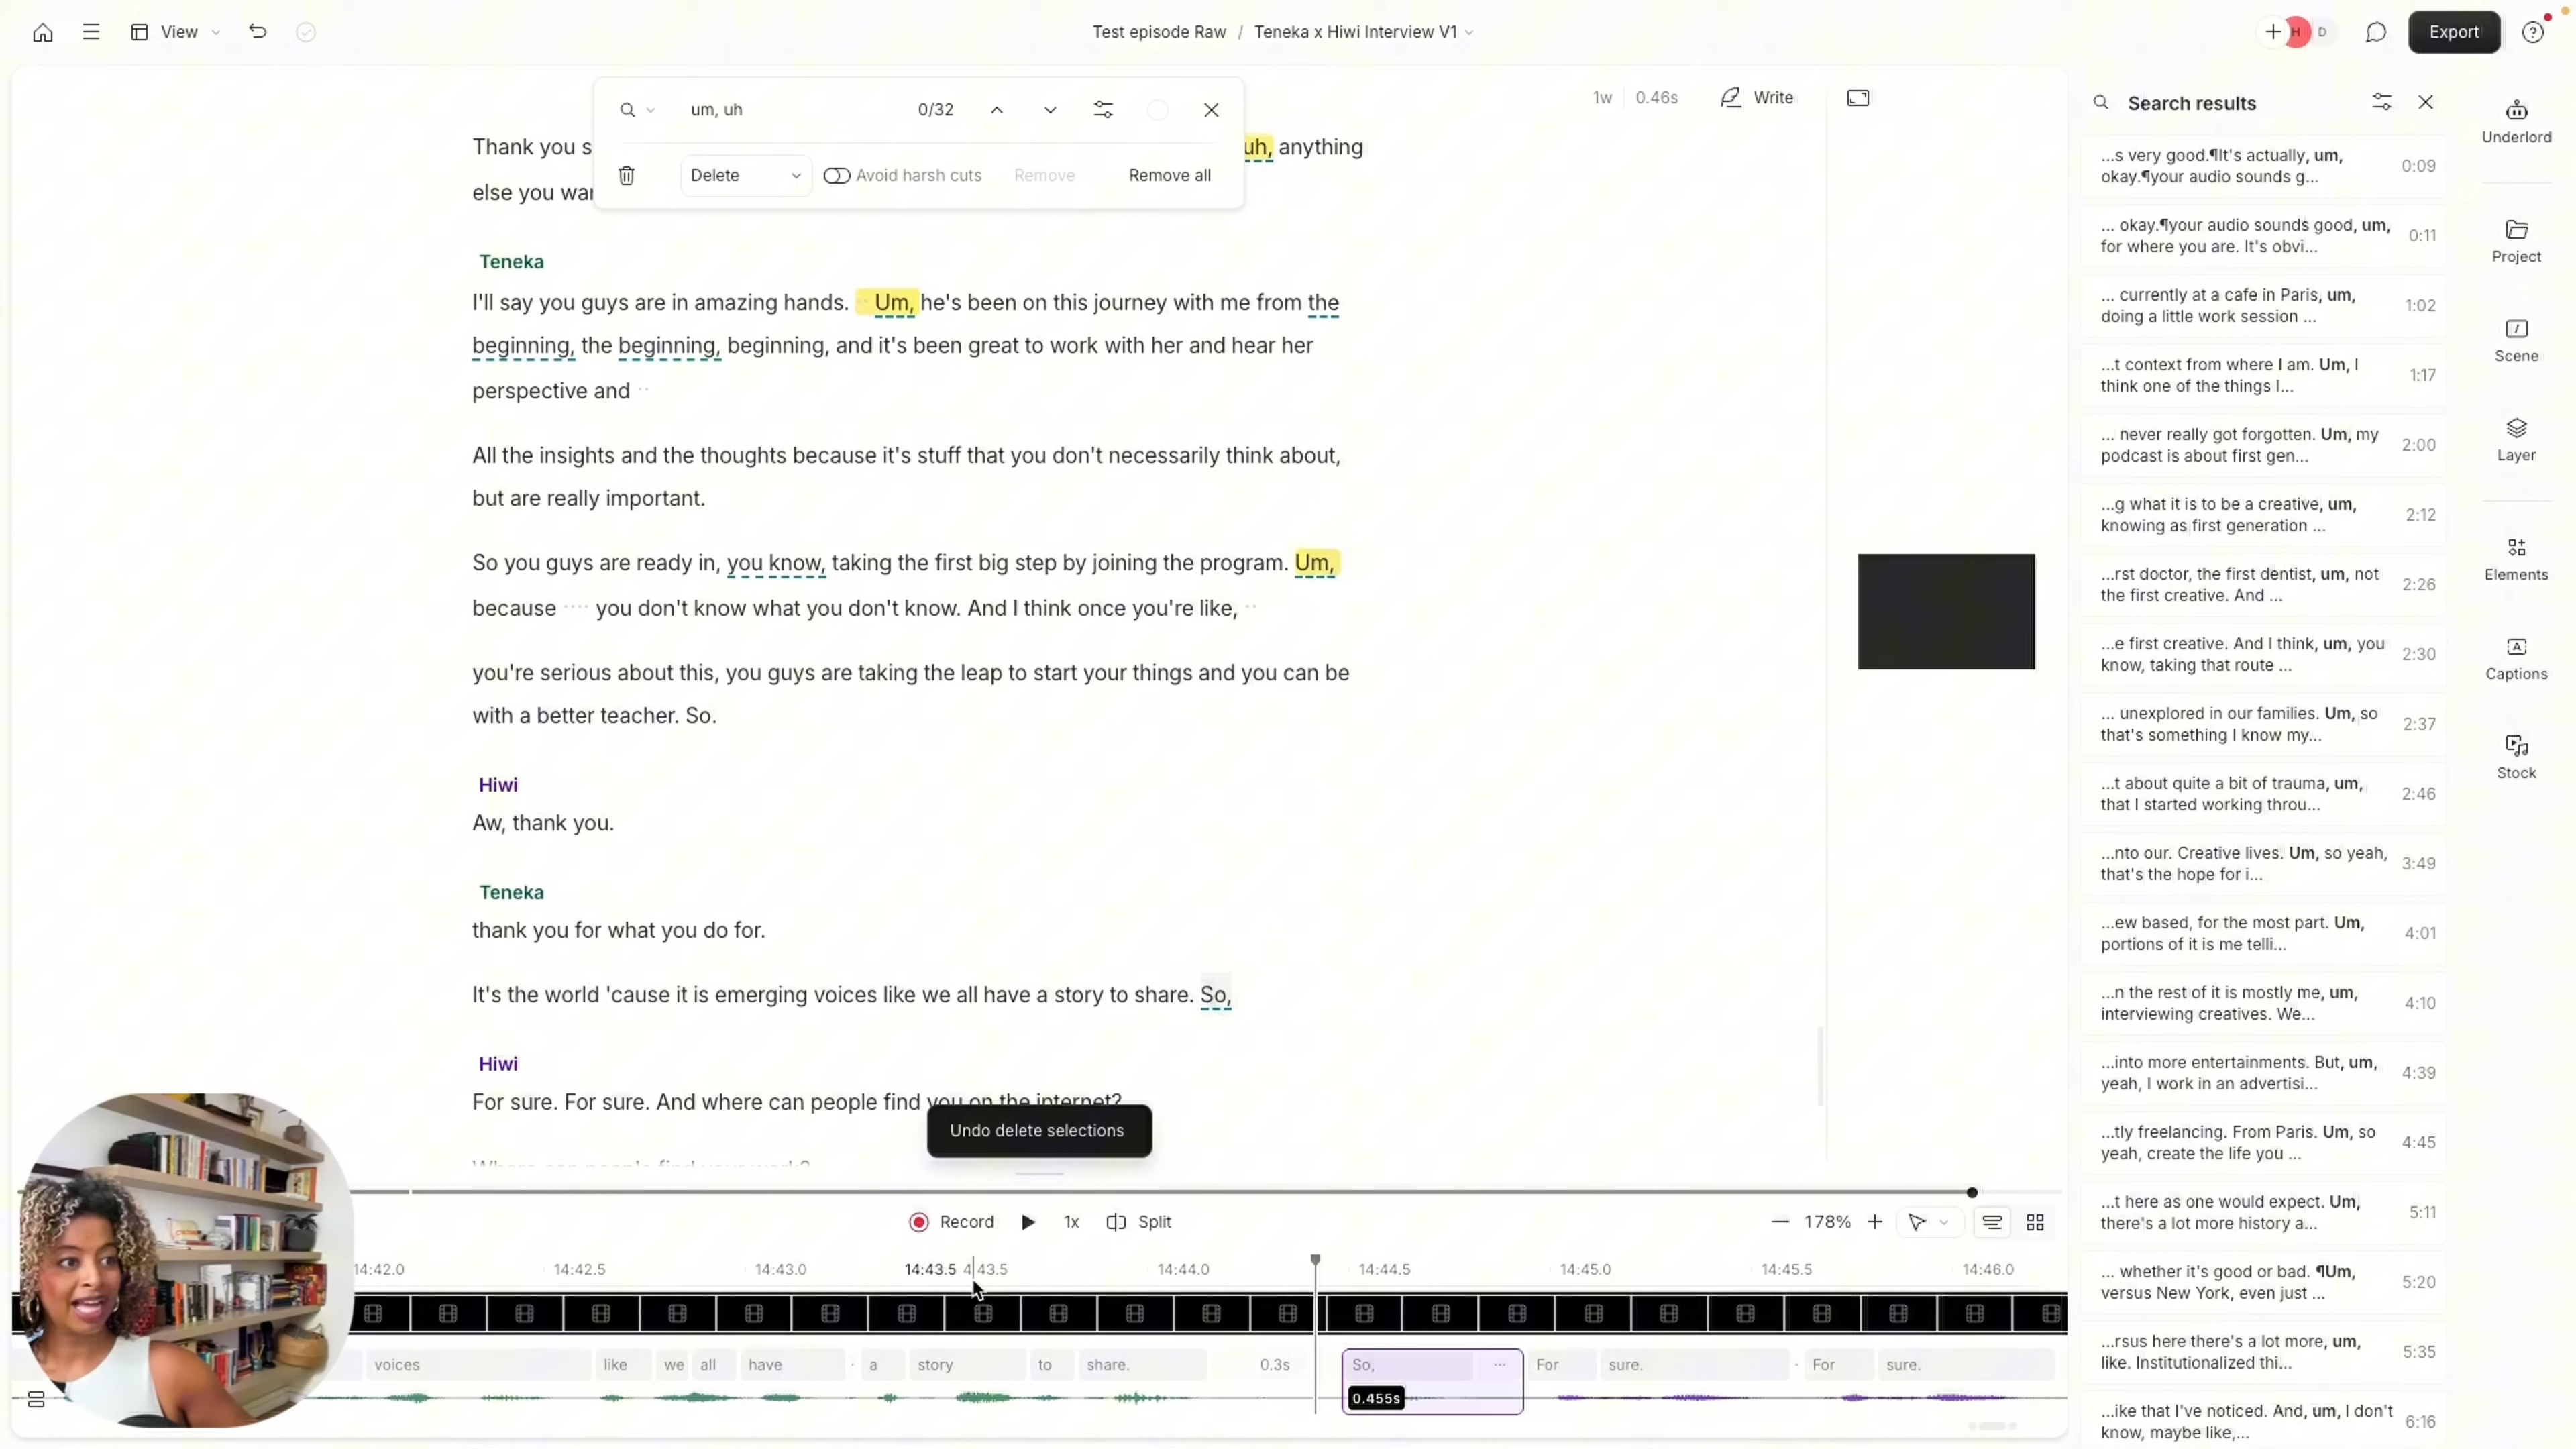 View
Test episode Raw / Teneka x Hiwi Interview V1
H
D
Export
um, uh
0/32
Delete
Avoid harsh cuts
Remove
Remove all
1w
0.46s
Write
Thank you s
uh, anything
else you wan
Teneka
I'll say you guys are in amazing hands. Um, he's been on this journey with me from the
beginning, the beginning, beginning, and it's been great to work with her and hear her
perspective and
All the insights and the thoughts because it's stuff that you don't necessarily think about,
but are really important.
So you guys are ready in, you know, taking the first big step by joining the program. Um,
because you don't know what you don't know. And I think once you're like,
you're serious about this, you guys are taking the leap to start your things and you can be
with a better teacher. So.
Hiwi
Aw, thank you.
Teneka
thank you for what you do for.
It's the world 'cause it is emerging voices like we all have a story to share. So,
Hiwi
For sure. For sure. And where can people find you on the internet?
Where can people find your work?
Undo delete selections
Search results
...s very good.¶It's actually, um,
okay.¶your audio sounds g...
0:09
... okay.¶your audio sounds good, um,
for where you are. It's obvi...
0:11
... currently at a cafe in Paris, um,
doing a little work session ...
1:02
...t context from where I am. Um, I
think one of the things I...
1:17
... never really got forgotten. Um, my
podcast is about first gen...
2:00
...g what it is to be a creative, um,
knowing as first generation ...
2:12
...rst doctor, the first dentist, um, not
the first creative. And ...
2:26
...e first creative. And I think, um, you
know, taking that route ...
2:30
... unexplored in our families. Um, so
that's something I know my...
2:37
...t about quite a bit of trauma, um,
that I started working throu...
2:46
...nto our. Creative lives. Um, so yeah,
that's the hope for i...
3:49
...ew based, for the most part. Um,
portions of it is me telli...
4:01
...n the rest of it is mostly me, um,
interviewing creatives. We...
4:10
...into more entertainments. But, um,
yeah, I work in an advertisi...
4:39
...tly freelancing. From Paris. Um, so
yeah, create the life you ...
4:45
...t here as one would expect. Um,
there's a lot more history a...
5:11
... whether it's good or bad. ¶Um,
versus New York, even just ...
5:20
...rsus here there's a lot more, um,
like. Institutionalized thi...
5:35
...ike that I've noticed. And, um, I don't
know, maybe like,...
6:16
Underlord
Project
Scene
Layer
Elements
Captions
Stock
Record
1x
Split
178%
14:42.0
14:42.5
14:43.0
14:43.5
4:43.5
14:44.0
14:44.5
14:45.0
14:45.5
14:46.0
voices
like
we
all
have
a
story
to
share.
0.3s
So,
...
For
sure.
For
sure.
0.455s